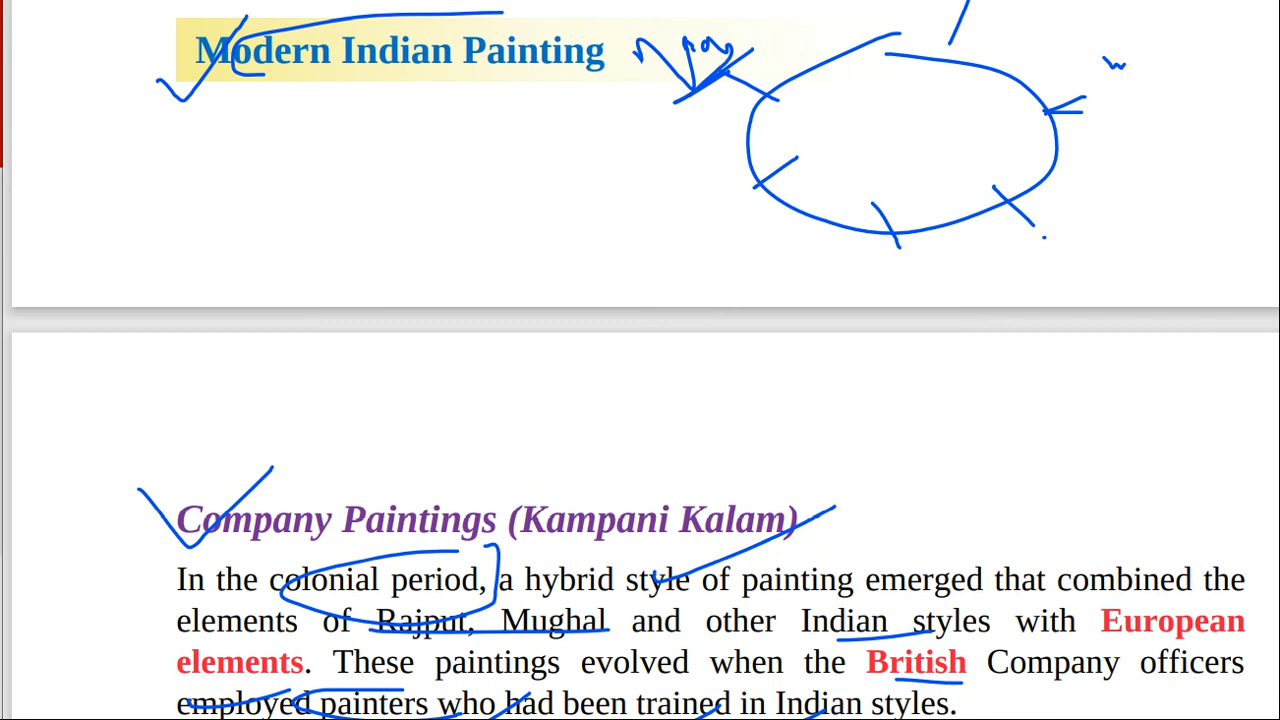 Modern Indian Painting
Company Paintings (Kampani Kalam)
In the colonial period, a hybrid style of painting emerged that combined the
elements of Rajput, Mughal and other Indian styles with European
elements. These paintings evolved when the British Company officers
employed painters who had been trained in Indian styles.